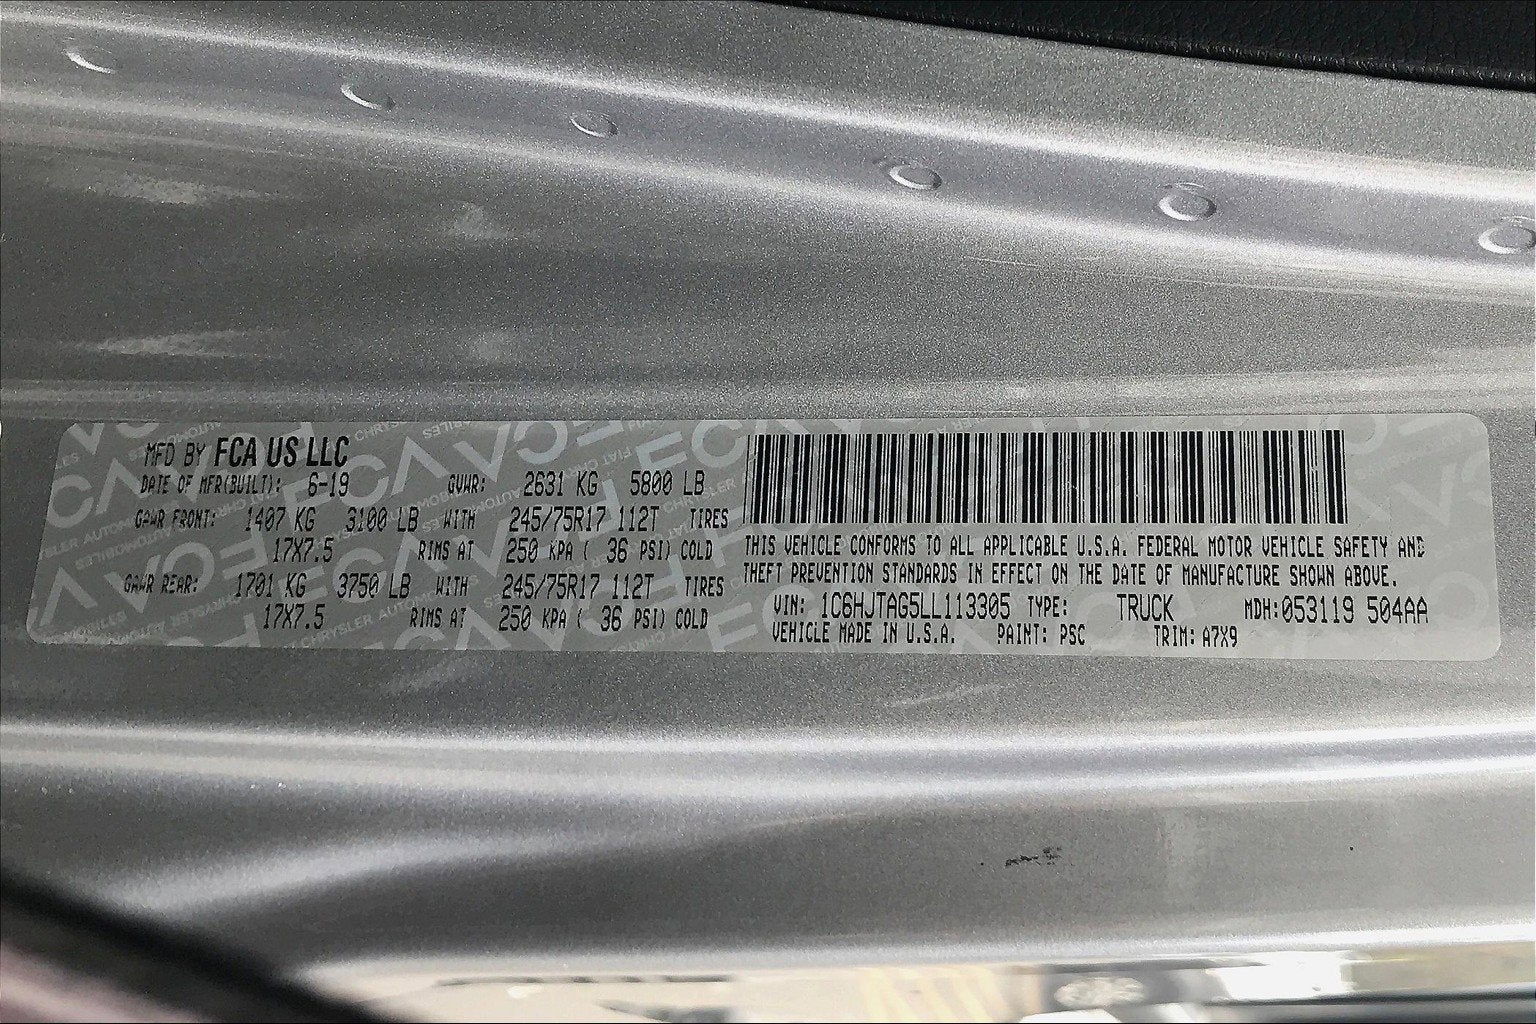 MFD BY FCA US LLC
DATE OF MFR(BUILT): 6-19 GVWR: 2631 KG 5800 LB
GAWR FRONT: 1407 KG 3100 LB WITH 245/75R17 112T TIRES
17X7.5 RIMS AT 250 KPA ( 36 PSI) COLD
GAWR REAR: 1701 KG 3750 LB WITH 245/75R17 112T TIRES
17X7.5 RIMS AT 250 KPA ( 36 PSI) COLD
THIS VEHICLE CONFORMS TO ALL APPLICABLE U.S.A. FEDERAL MOTOR VEHICLE SAFETY AND
THEFT PREVENTION STANDARDS IN EFFECT ON THE DATE OF MANUFACTURE SHOWN ABOVE.
VIN: 1C6HJTAG5LL113305 TYPE: TRUCK MDH:053119 504AA
VEHICLE MADE IN U.S.A. PAINT: PSC TRIM: A7X9